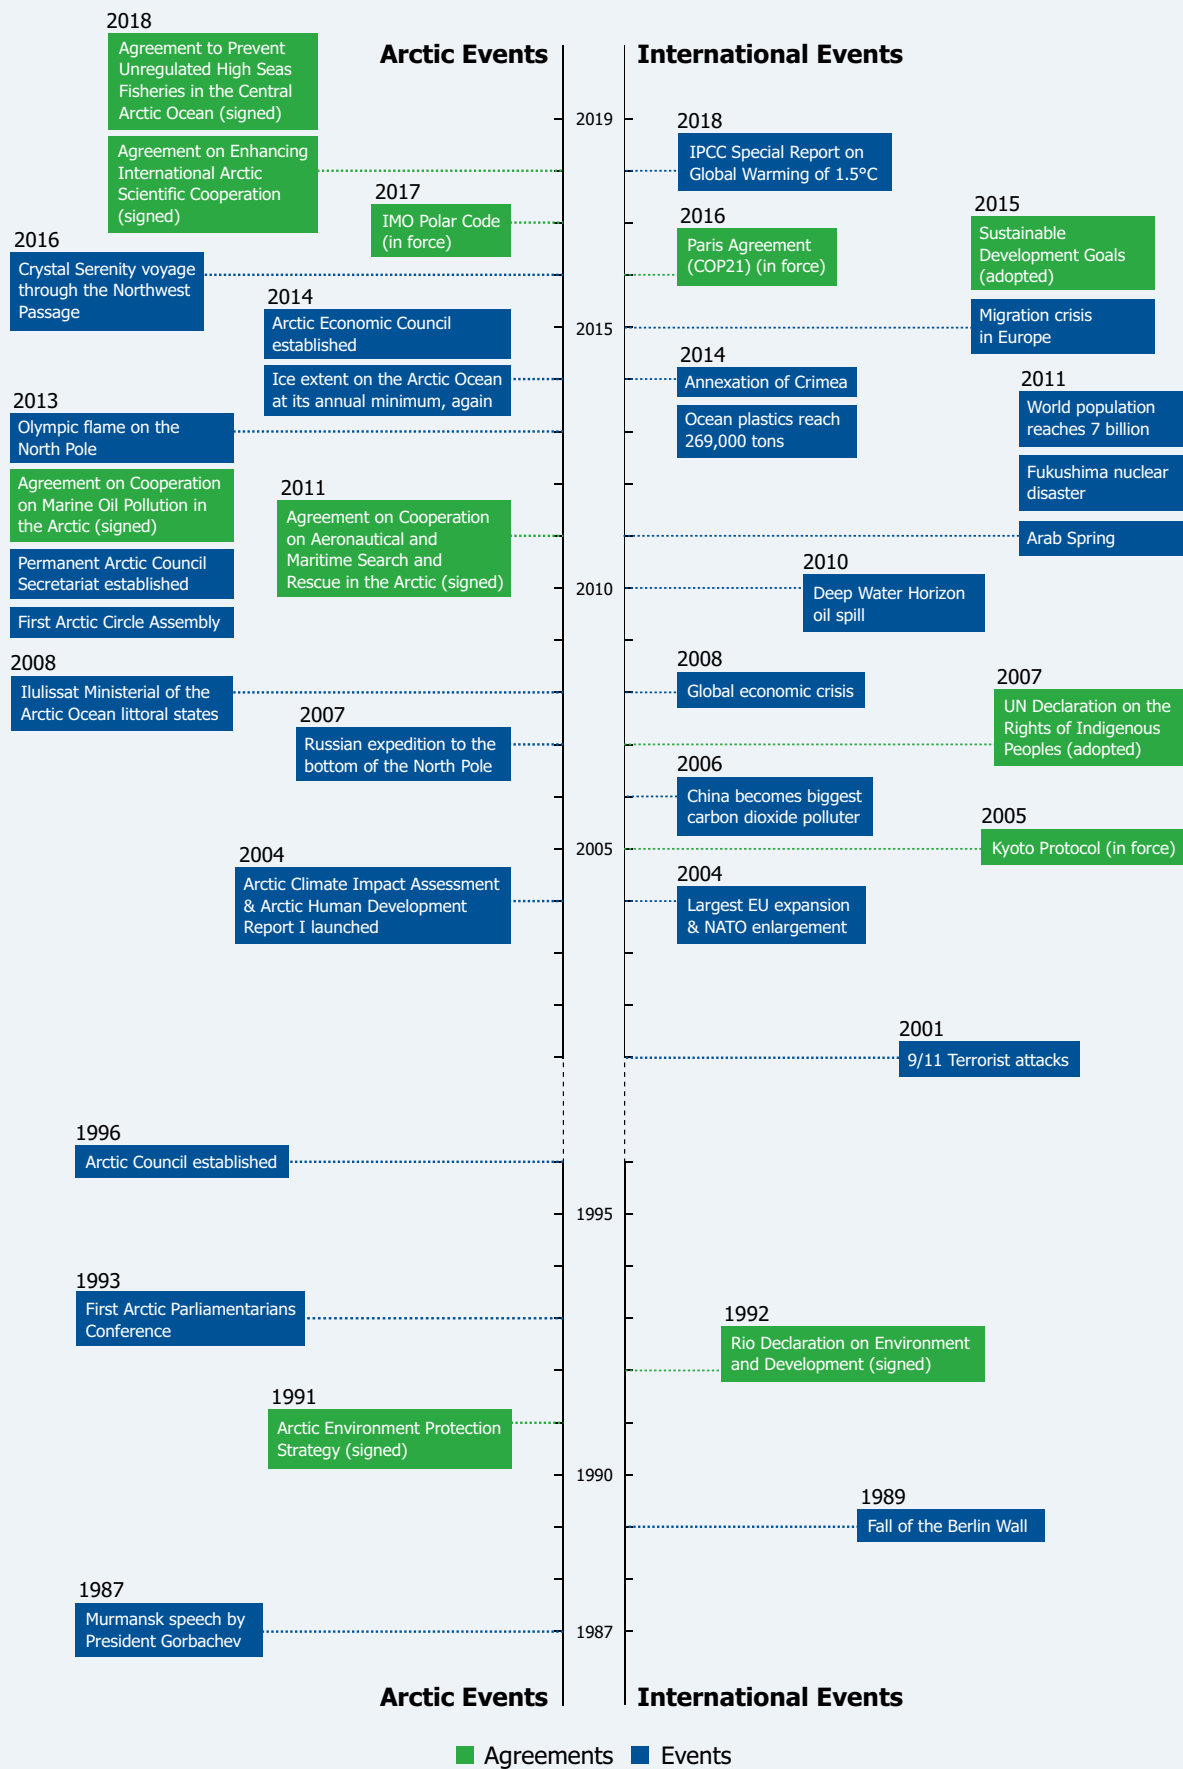 Arctic Events
2018
Agreement to Prevent
Unregulated High Seas
Fisheries in the Central
Arctic Ocean (signed)
Agreement on Enhancing
International Arctic
Scientific Cooperation
(signed)
2017
IMO Polar Code
(in force)
2016
Crystal Serenity voyage
through the Northwest
Passage
2014
Arctic Economic Council
established
Ice extent on the Arctic Ocean
at its annual minimum, again
2013
Olympic flame on the
North Pole
Agreement on Cooperation
on Marine Oil Pollution in
the Arctic (signed)
Permanent Arctic Council
Secretariat established
First Arctic Circle Assembly
2011
Agreement on Cooperation
on Aeronautical and
Maritime Search and
Rescue in the Arctic (signed)
2008
Ilulissat Ministerial of the
Arctic Ocean littoral states
2007
Russian expedition to the
bottom of the North Pole
2004
Arctic Climate Impact Assessment
& Arctic Human Development
Report I launched
1996
Arctic Council established
1993
First Arctic Parliamentarians
Conference
1991
Arctic Environment Protection
Strategy (signed)
1987
Murmansk speech by
President Gorbachev
Arctic Events
2019
2015
2010
2005
1995
1990
1987
International Events
2018
IPCC Special Report on
Global Warming of 1.5°C
2016
Paris Agreement
(COP21) (in force)
2015
Sustainable
Development Goals
(adopted)
Migration crisis
in Europe
2014
Annexation of Crimea
Ocean plastics reach
269,000 tons
2011
World population
reaches 7 billion
Fukushima nuclear
disaster
Arab Spring
2010
Deep Water Horizon
oil spill
2008
Global economic crisis
2007
UN Declaration on the
Rights of Indigenous
Peoples (adopted)
2006
China becomes biggest
carbon dioxide polluter
2005
Kyoto Protocol (in force)
2004
Largest EU expansion
& NATO enlargement
2001
9/11 Terrorist attacks
1992
Rio Declaration on Environment
and Development (signed)
1989
Fall of the Berlin Wall
International Events
Agreements
Events